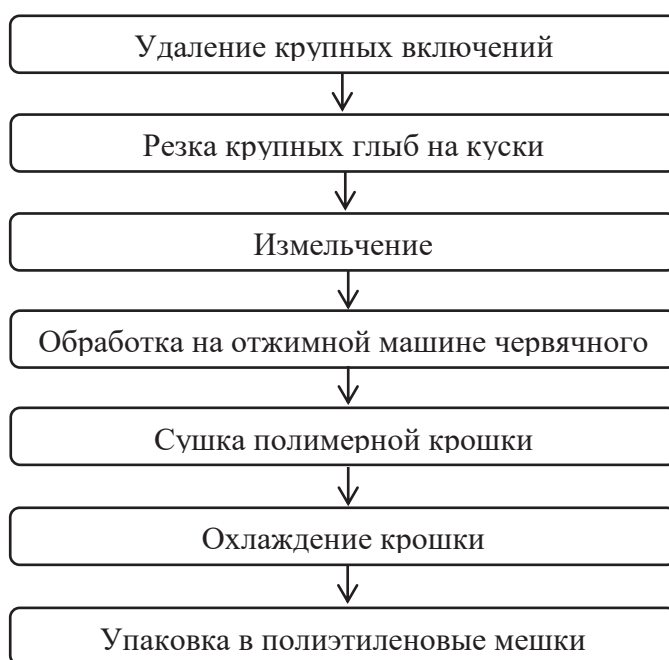 Удаление крупных включений
Резка крупных глыб на куски
Измельчение
Обработка на отжимной машине червячного
Сушка полимерной крошки
Охлаждение крошки
Упаковка в полиэтиленовые мешки